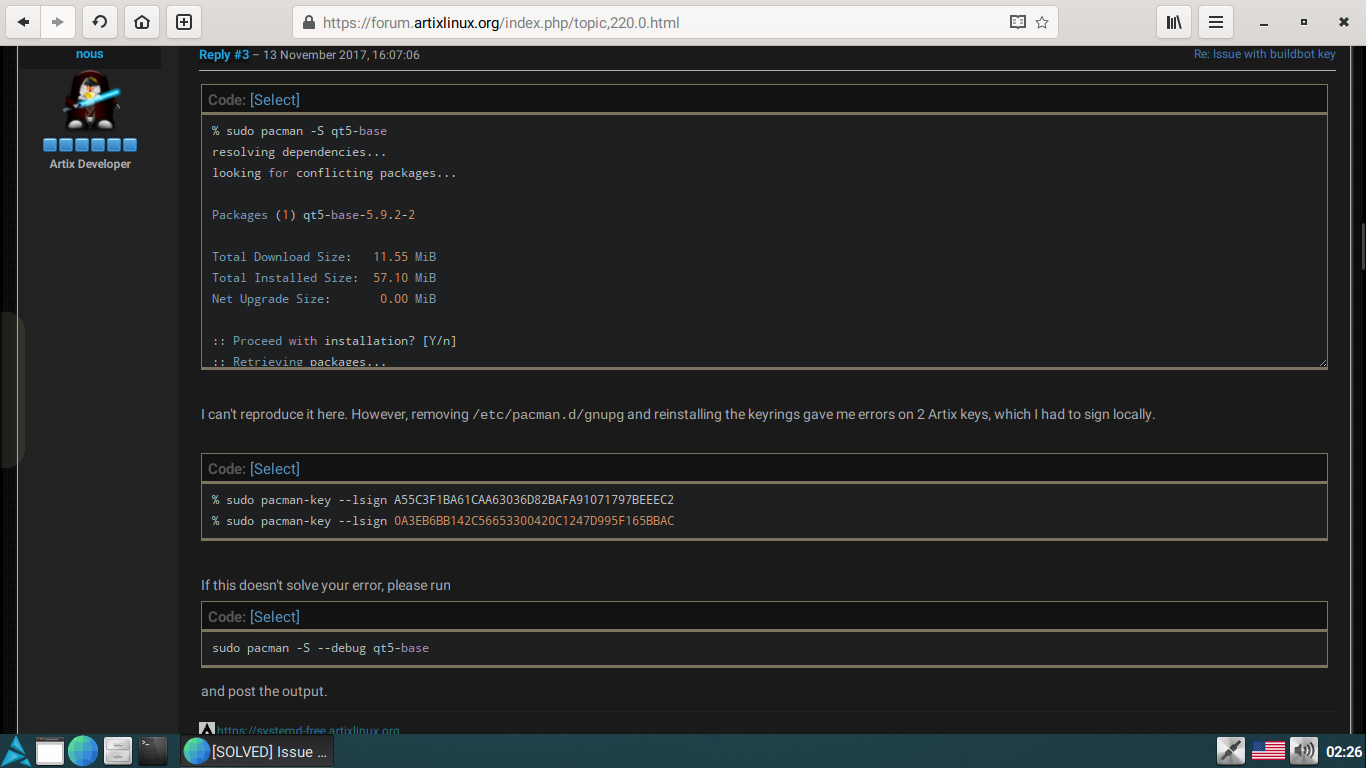 https://forum.artixlinux.org/index.php/topic,220.0.html
nous
Artix Developer
Reply #3 – 13 November 2017, 16:07:06
Re: Issue with buildbot key
Code: [Select]
% sudo pacman -S qt5-base
resolving dependencies...
looking for conflicting packages...
Packages (1) qt5-base-5.9.2-2
Total Download Size:   11.55 MiB
Total Installed Size:  57.10 MiB
Net Upgrade Size:       0.00 MiB
:: Proceed with installation? [Y/n]
:: Retrieving packages...
I can't reproduce it here. However, removing /etc/pacman.d/gnupg and reinstalling the keyrings gave me errors on 2 Artix keys, which I had to sign locally.
Code: [Select]
% sudo pacman-key --lsign A55C3F1BA61CAA63036D82BAFA91071797BEEEC2
% sudo pacman-key --lsign 0A3EB6BB142C56653300420C1247D995F165BBAC
If this doesn't solve your error, please run
Code: [Select]
sudo pacman -S --debug qt5-base
and post the output.
https://systemd-free.artixlinux.org
[SOLVED] Issue ...
02:26